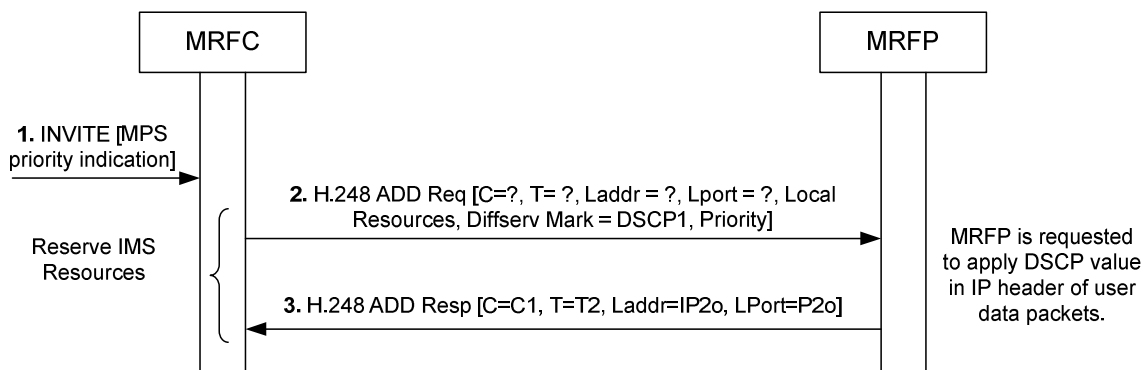 MRFC
MRFP
1. INVITE [MPS
priority indication]
2. H.248 ADD Req [C=?, T= ?, Laddr = ?, Lport = ?, Local
Resources, Diffserv Mark = DSCP1, Priority]
Reserve IMS
Resources
MRFP is requested
to apply DSCP value
in IP header of user
data packets.
3. H.248 ADD Resp [C=C1, T=T2, Laddr=IP2o, LPort=P2o]